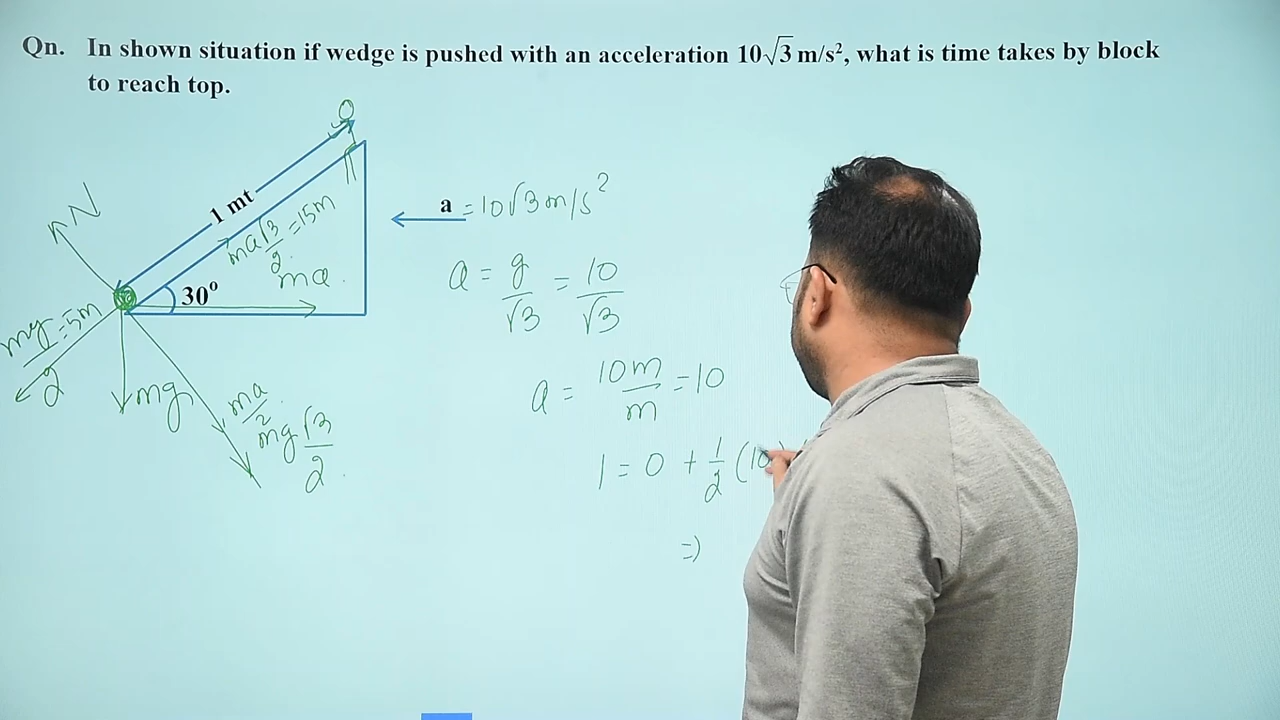 Qn. In shown situation if wedge is pushed with an acceleration 10√3 m/s², what is time takes by block
to reach top.
1 mt
N
ma√3/2 = 15m
ma
30º
a = 10√3 m/s²
a = g/√3 = 10/√3
mg/2 = 5m
mg
ma/2
mg√3/2
a = 10m/m = 10
1 = 0 + 1/2 (10)
=)